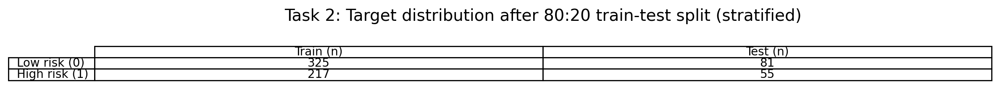 Task 2: Target distribution after 80:20 train-test split (stratified)
Train (n) Test (n)
Low risk (0) 325 81
High risk (1) 217 55